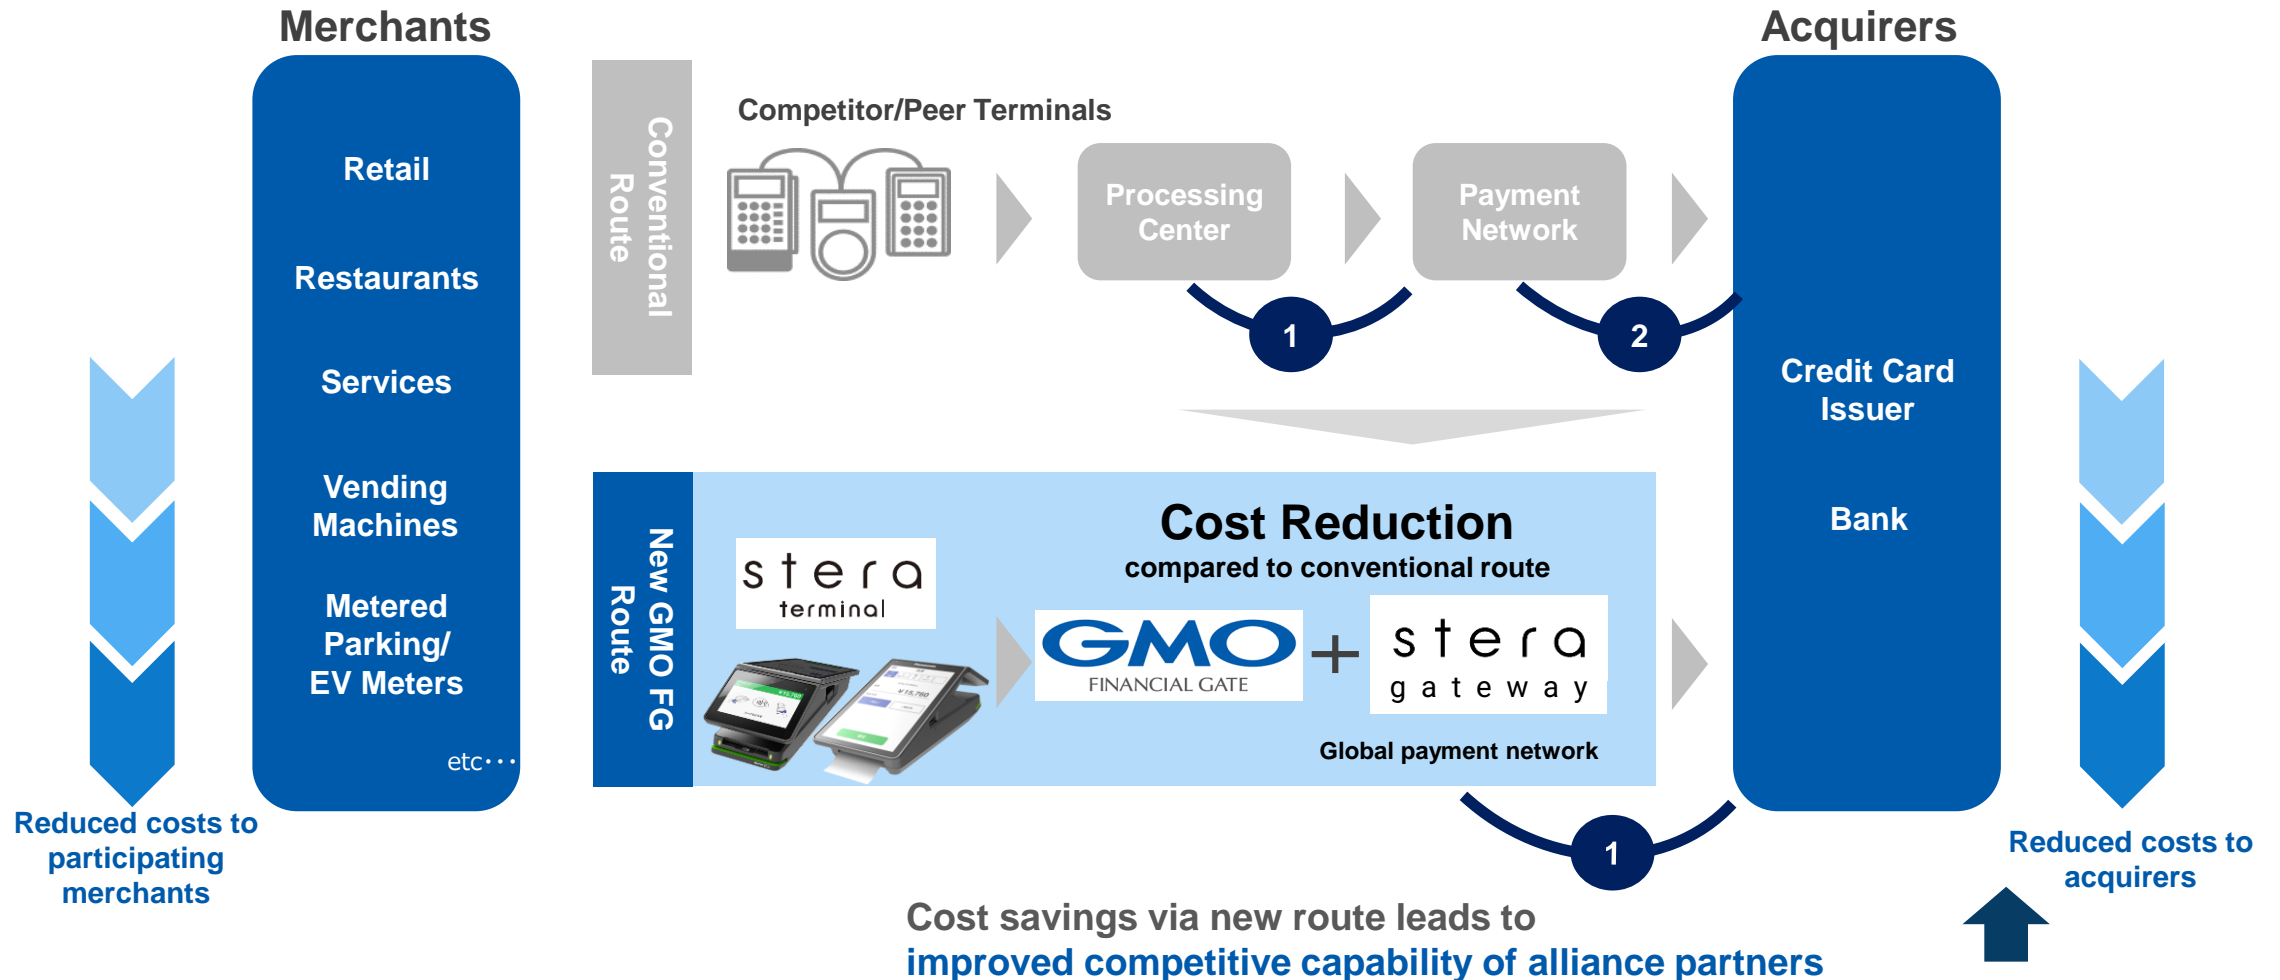 Merchants
Acquirers
Retail
Restaurants
Services
Vending
Machines
Metered
Parking/
EV Meters
etc･･･
Reduced costs to
participating
merchants
Conventional
Route
Competitor/Peer Terminals
Processing
Center
Payment
Network
1
2
New GMO FG
Route
stera
terminal
Cost Reduction
compared to conventional route
GMO
FINANCIAL GATE
+
stera
gateway
Global payment network
1
Credit Card
Issuer
Bank
Reduced costs to
acquirers
Cost savings via new route leads to
improved competitive capability of alliance partners